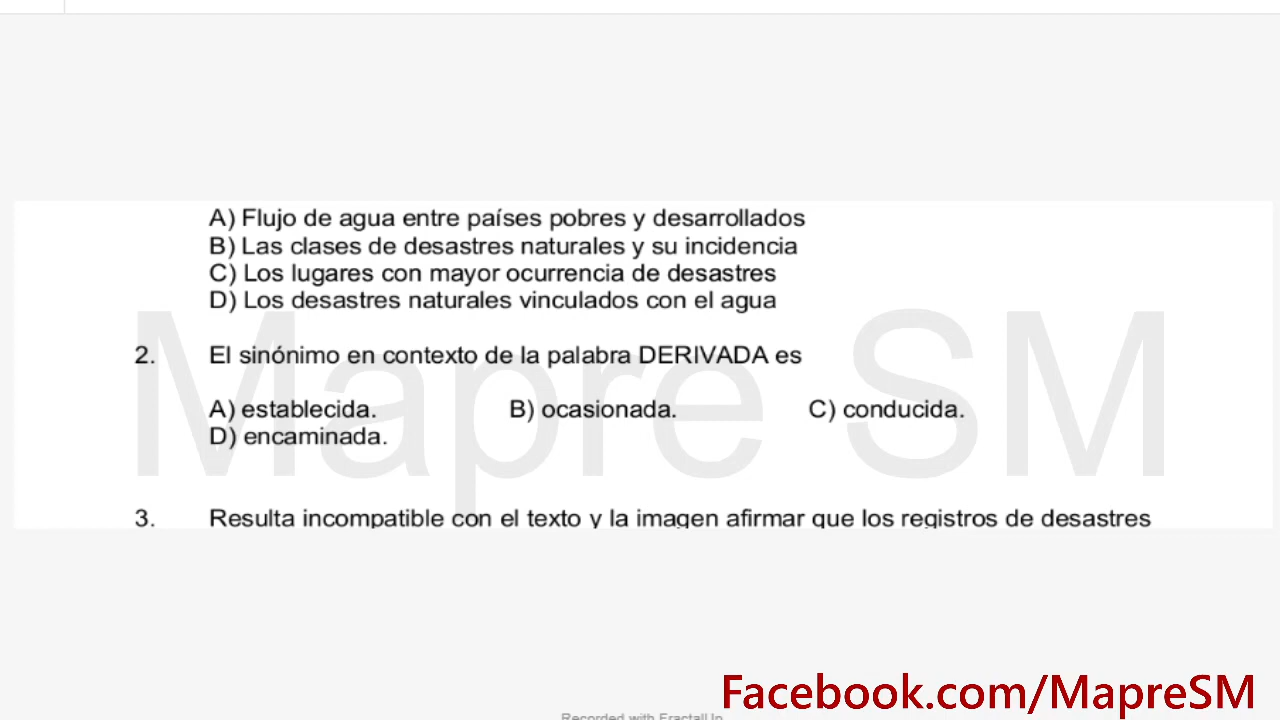 A) Flujo de agua entre países pobres y desarrollados
B) Las clases de desastres naturales y su incidencia
C) Los lugares con mayor ocurrencia de desastres
D) Los desastres naturales vinculados con el agua
Mapre SM
2. El sinónimo en contexto de la palabra DERIVADA es
A) establecida. B) ocasionada. C) conducida.
D) encaminada.
3. Resulta incompatible con el texto y la imagen afirmar que los registros de desastres
Facebook.com/MapreSM
Recorded with FractalUp